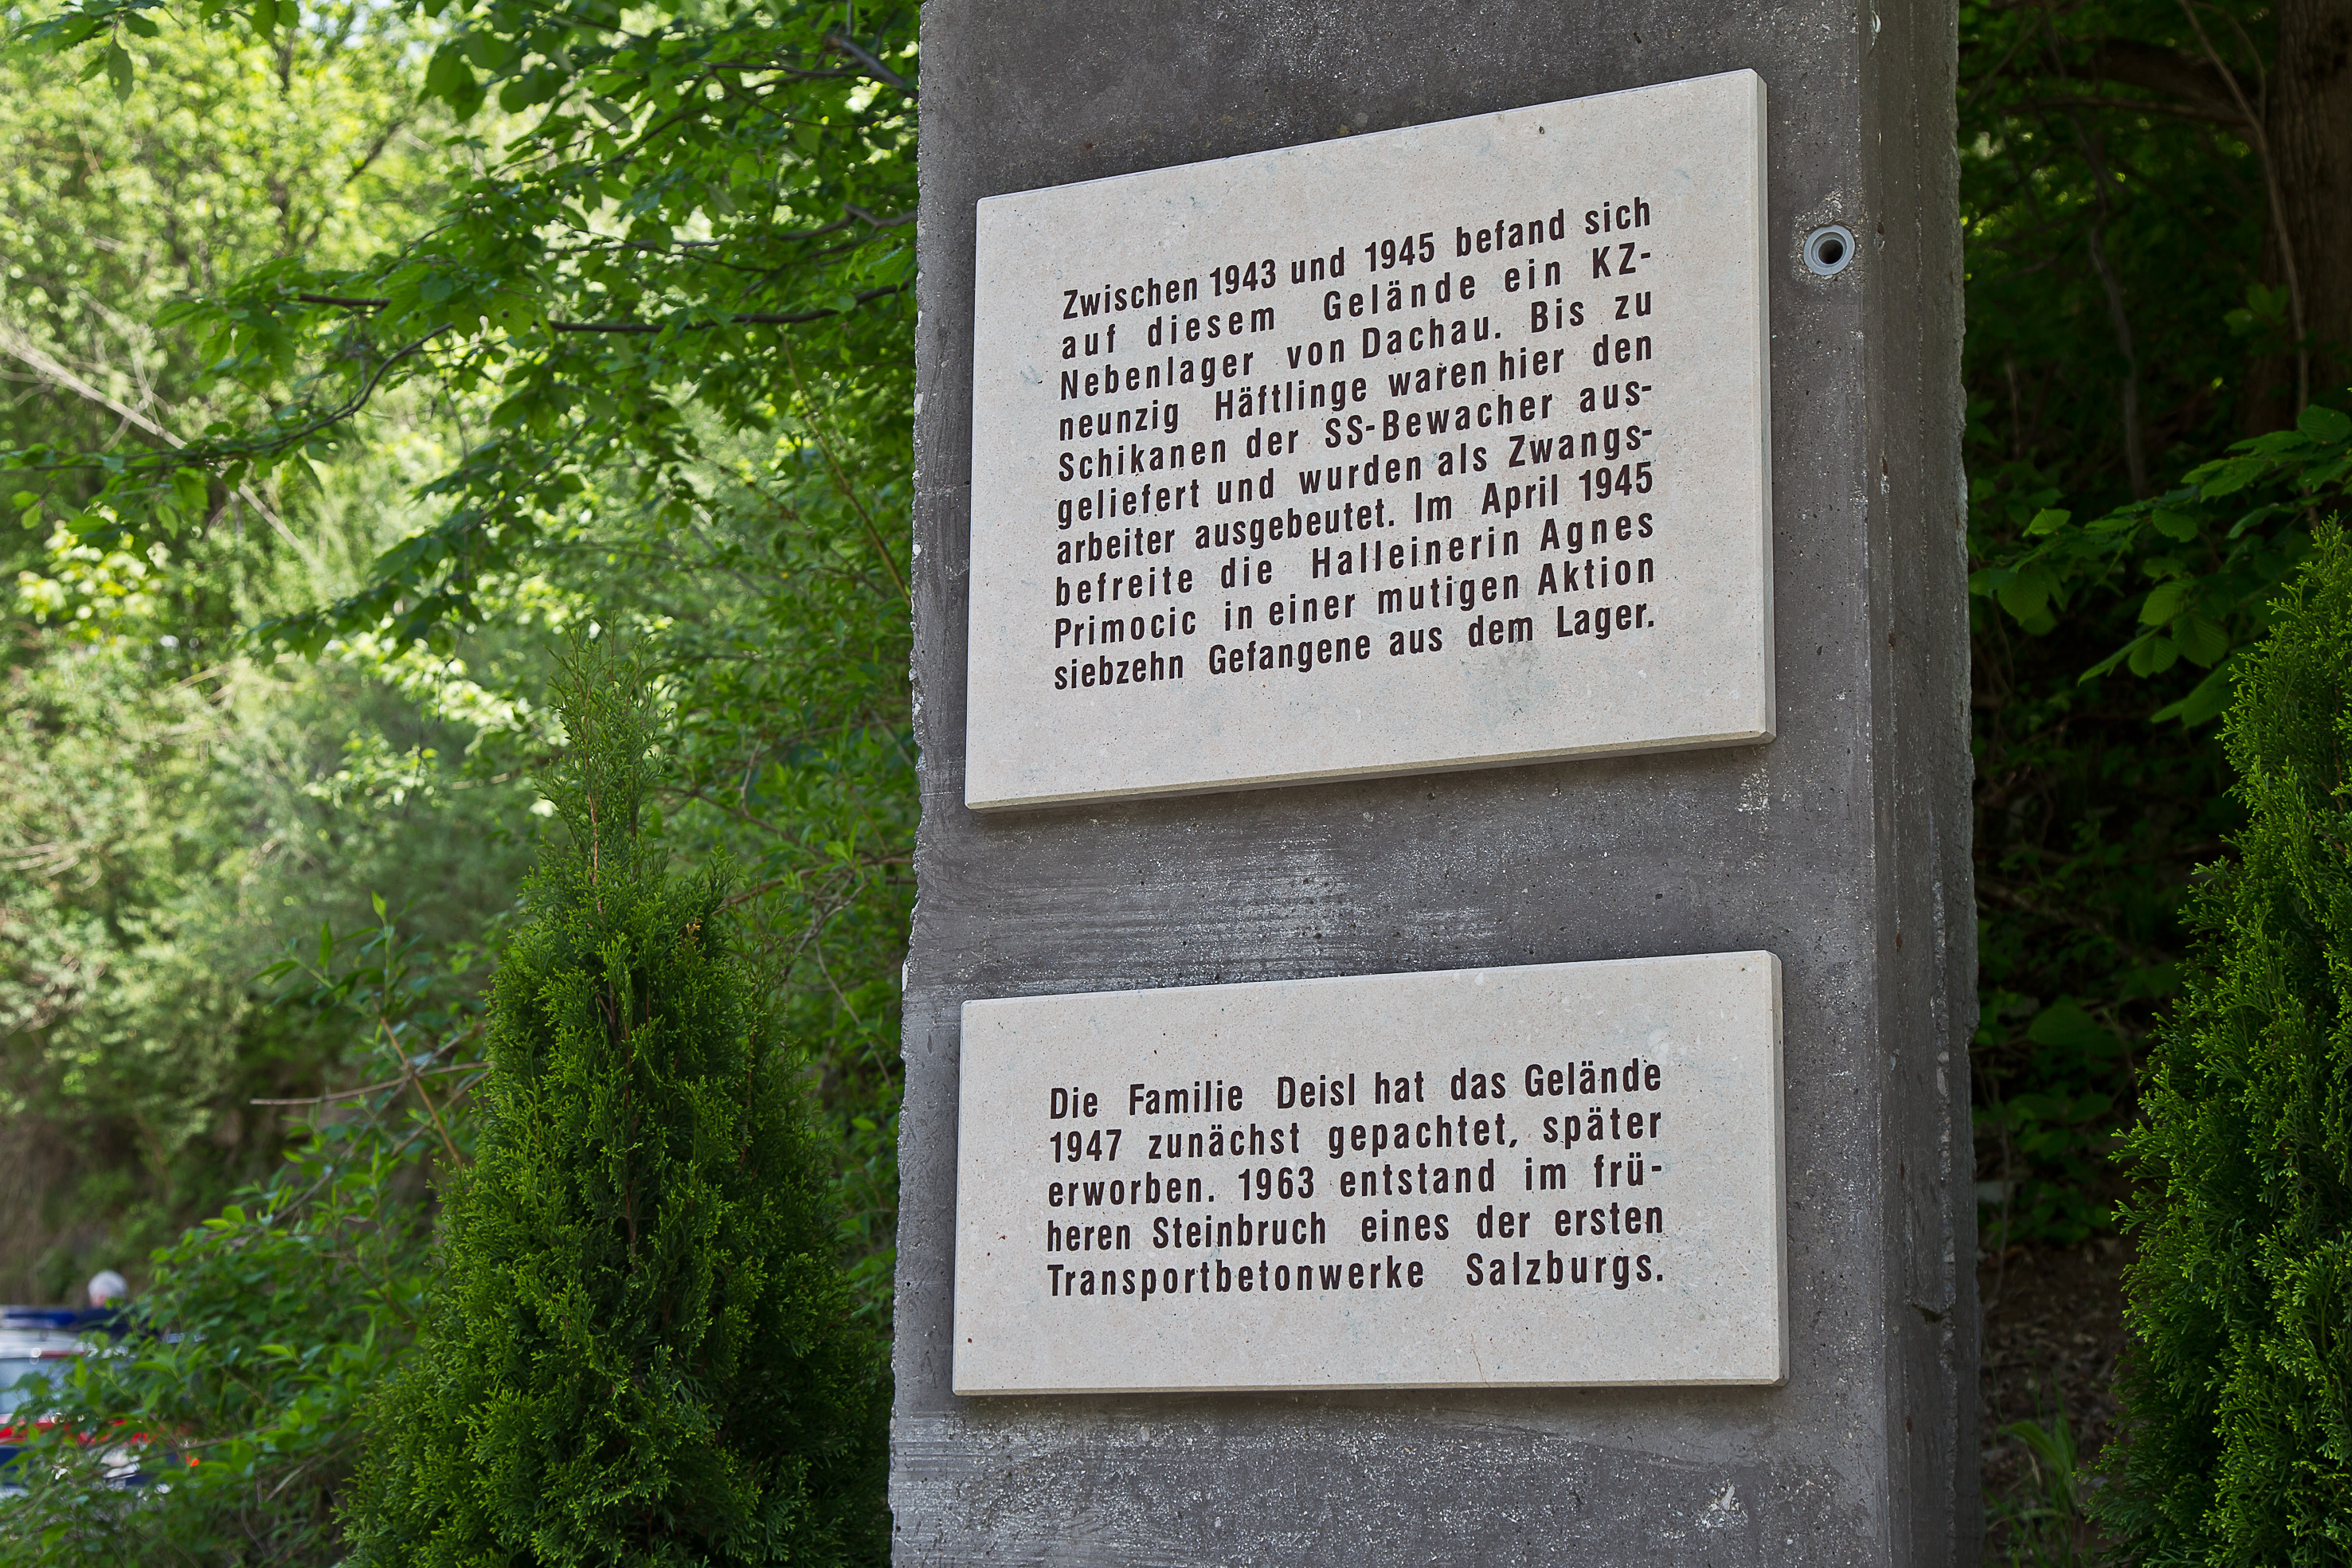 Zwischen 1943 und 1945 befand sich
auf diesem Gelände ein KZ-
Nebenlager von Dachau. Bis zu
neunzig Häftlinge waren hier den
Schikanen der SS-Bewacher aus-
geliefert und wurden als Zwangs-
arbeiter ausgebeutet. Im April 1945
befreite die Halleinerin Agnes
Primocic in einer mutigen Aktion
siebzehn Gefangene aus dem Lager.
Die Familie Deisl hat das Gelände
1947 zunächst gepachtet, später
erworben. 1963 entstand im frü-
heren Steinbruch eines der ersten
Transportbetonwerke Salzburgs.